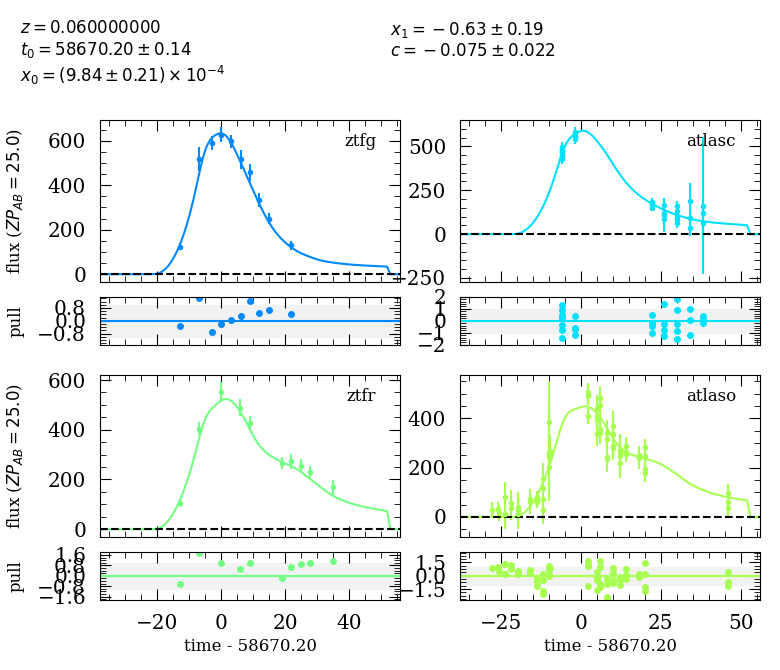 z = 0.060000000
t₀ = 58670.20 ± 0.14
x₀ = (9.84 ± 0.21) × 10⁻⁴
x₁ = −0.63 ± 0.19
c = −0.075 ± 0.022
flux (ZP_AB = 25.0)
600
400
200
0
ztfg
500
250
0
−250
atlasc
pull
0.8
0.0
−0.8
2
1
0
−1
−2
flux (ZP_AB = 25.0)
600
400
200
0
ztfr
400
200
0
atlaso
pull
1.6
0.8
0.0
−0.8
−1.6
1.5
0.0
−1.5
−20 0 20 40
time - 58670.20
−25 0 25 50
time - 58670.20